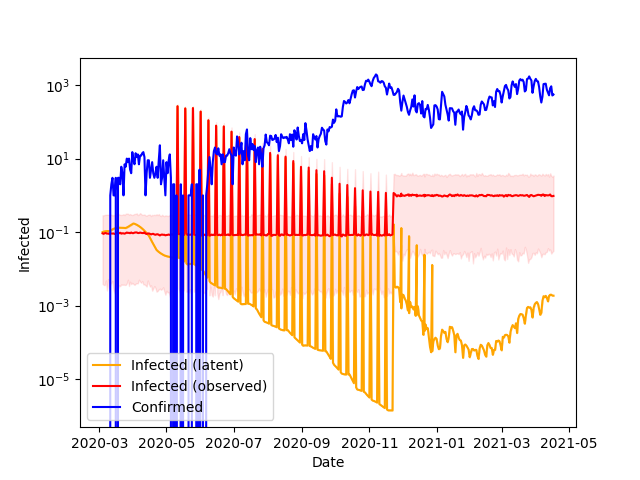 10³
10¹
10⁻¹
10⁻³
10⁻⁵
Infected
Infected (latent)
Infected (observed)
Confirmed
2020-03 2020-05 2020-07 2020-09 2020-11 2021-01 2021-03 2021-05
Date